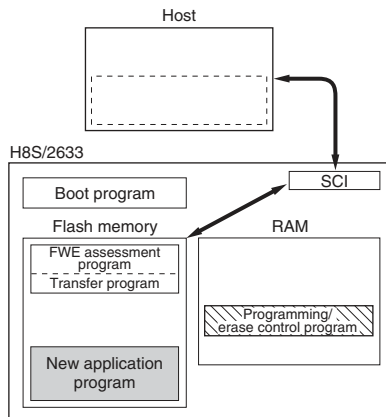 Host
H8S/2633
SCI
Boot program
Flash memory
RAM
FWE assessment
program
Transfer program
Programming/
erase control program
New application
program